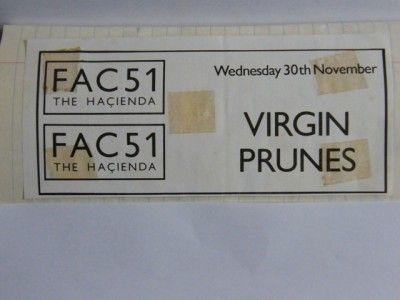 FAC51
THE HAÇIENDA
FAC51
THE HAÇIENDA
Wednesday 30th November
VIRGIN
PRUNES